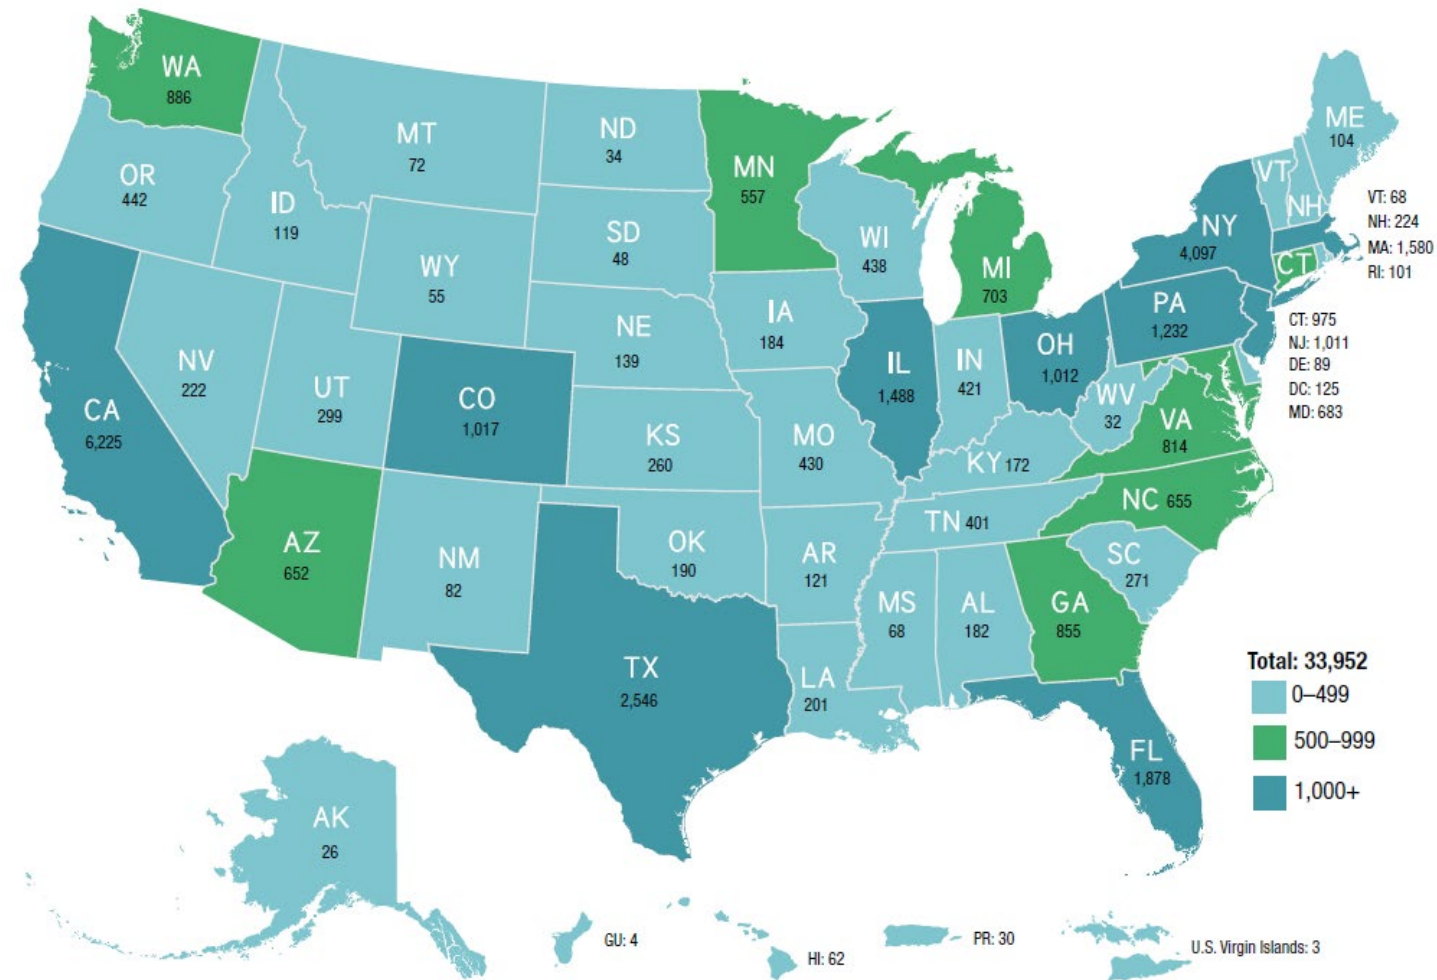 WA
886
OR
442
CA
6,225
ID
119
NV
222
MT
72
WY
55
UT
299
AZ
652
CO
1,017
NM
82
ND
34
SD
48
NE
139
KS
260
OK
190
TX
2,546
MN
557
IA
184
MO
430
AR
121
LA
201
WI
438
IL
1,488
MI
703
IN
421
OH
1,012
KY 172
TN 401
MS
68
AL
182
GA
855
FL
1,878
SC
271
NC 655
VA
814
WV
32
PA
1,232
NY
4,097
VT
NH
ME
104
CT
VT: 68
NH: 224
MA: 1,580
RI: 101
CT: 975
NJ: 1,011
DE: 89
DC: 125
MD: 683
Total: 33,952
0–499
500–999
1,000+
AK
26
GU: 4
HI: 62
PR: 30
U.S. Virgin Islands: 3